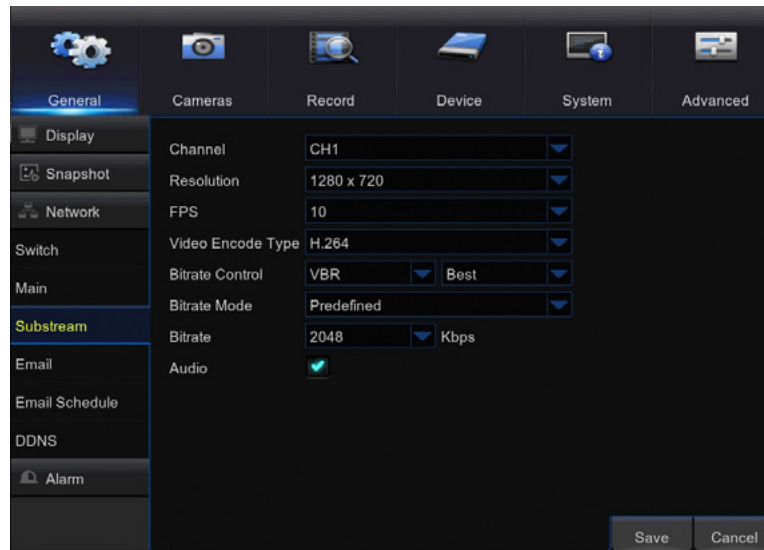 General Cameras Record Device System Advanced
Display
Snapshot
Network
Switch
Main
Substream
Email
Email Schedule
DDNS
Alarm
Channel CH1
Resolution 1280 x 720
FPS 10
Video Encode Type H.264
Bitrate Control VBR Best
Bitrate Mode Predefined
Bitrate 2048 Kbps
Audio
Save Cancel